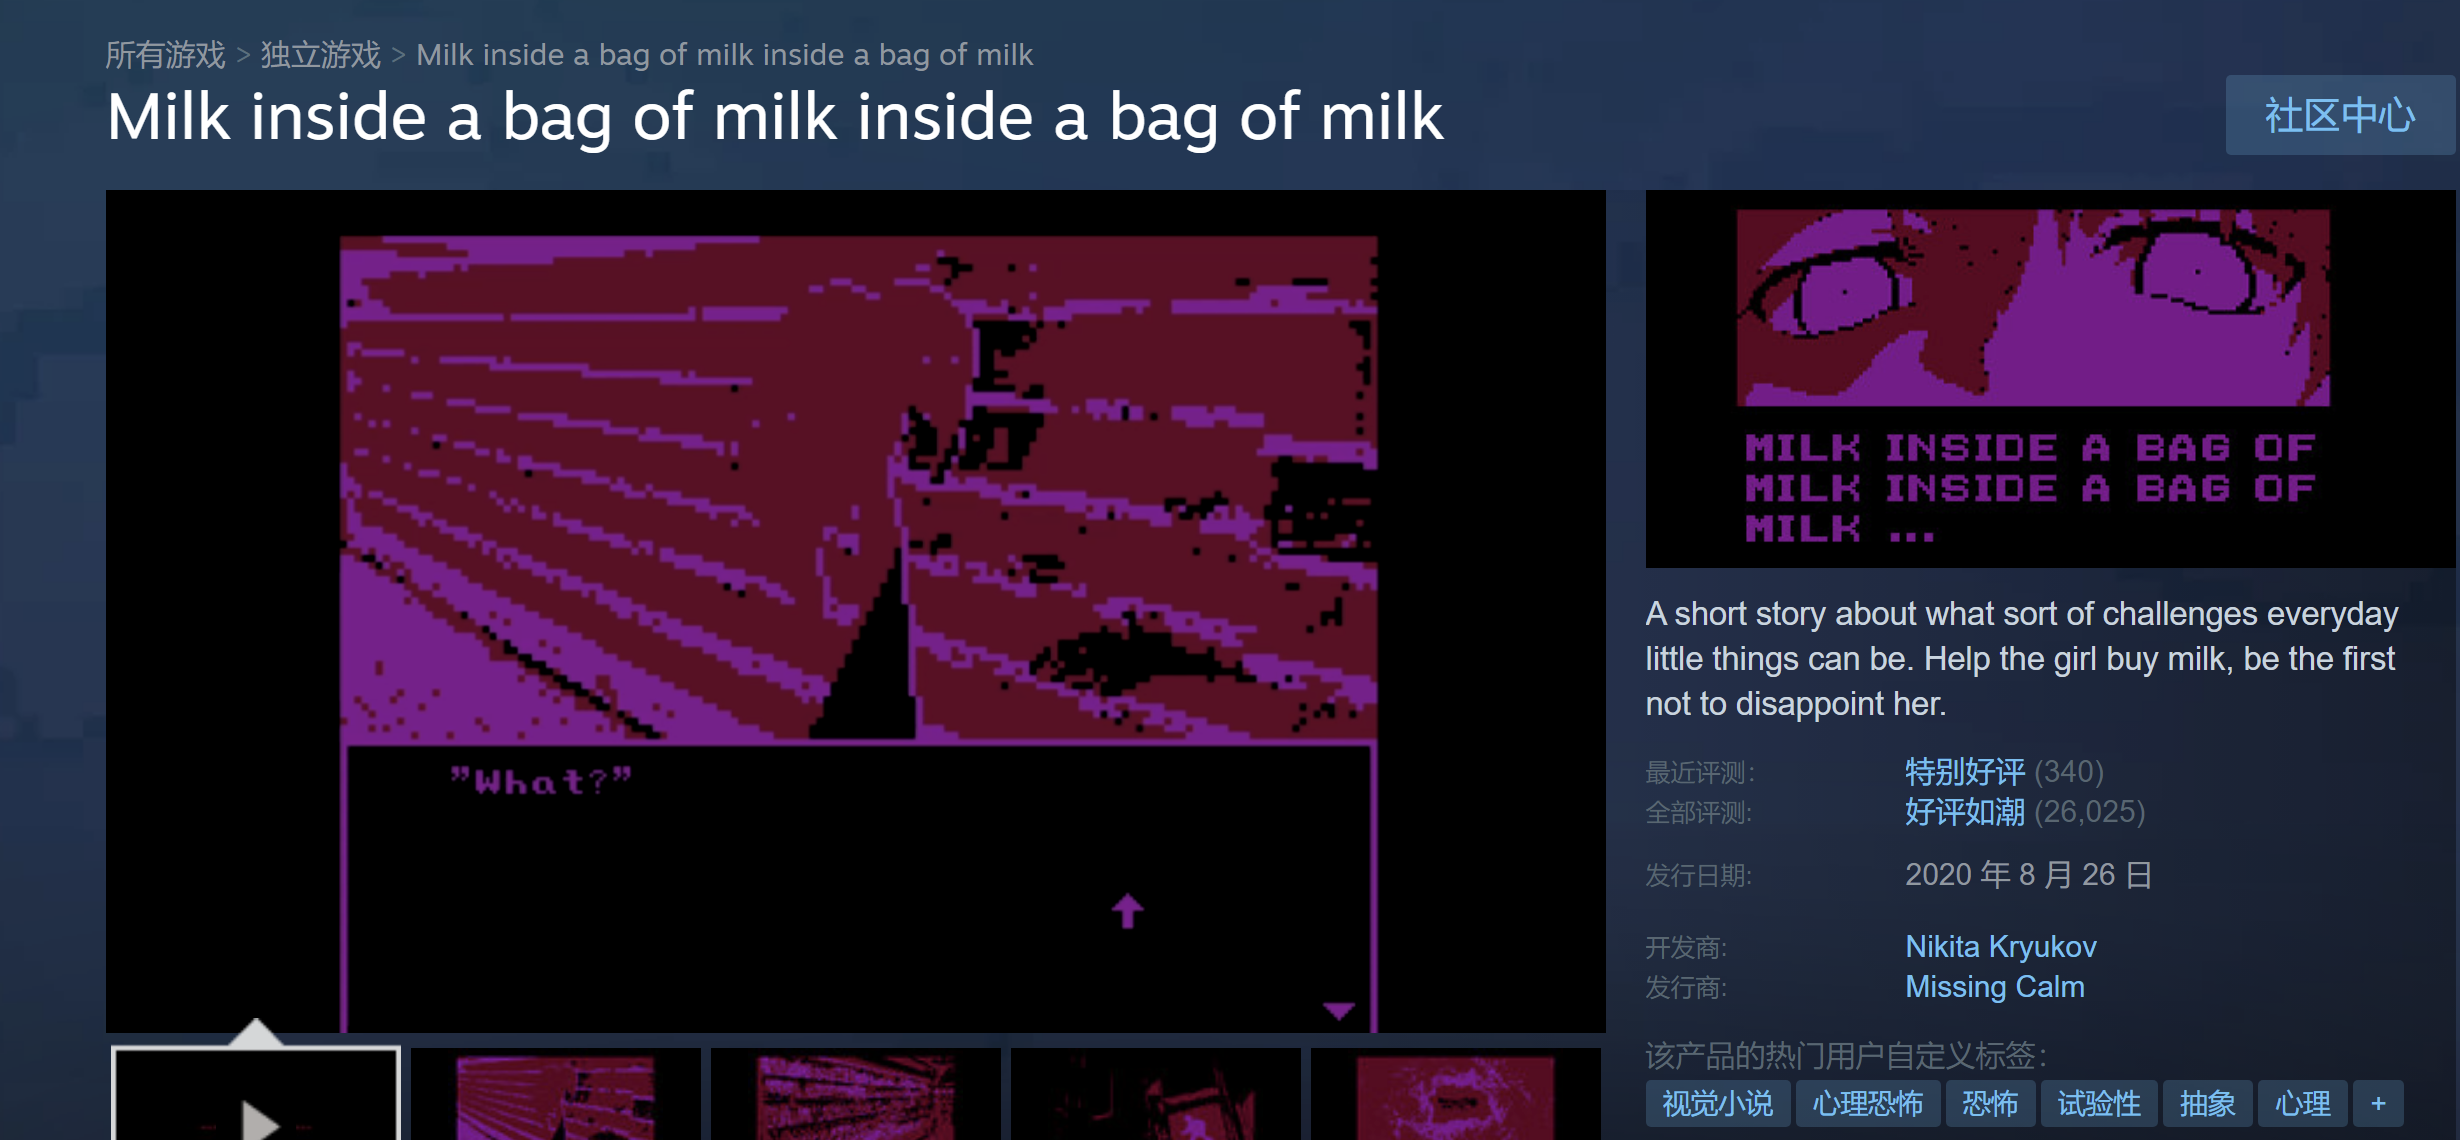 所有游戏 > 独立游戏 > Milk inside a bag of milk inside a bag of milk
Milk inside a bag of milk inside a bag of milk
社区中心
"What?"
MILK INSIDE A BAG OF
MILK INSIDE A BAG OF
MILK ...
A short story about what sort of challenges everyday
little things can be. Help the girl buy milk, be the first
not to disappoint her.
最近评测: 特别好评 (340)
全部评测: 好评如潮 (26,025)
发行日期: 2020 年 8 月 26 日
开发商: Nikita Kryukov
发行商: Missing Calm
该产品的热门用户自定义标签:
视觉小说 心理恐怖 恐怖 试验性 抽象 心理 +